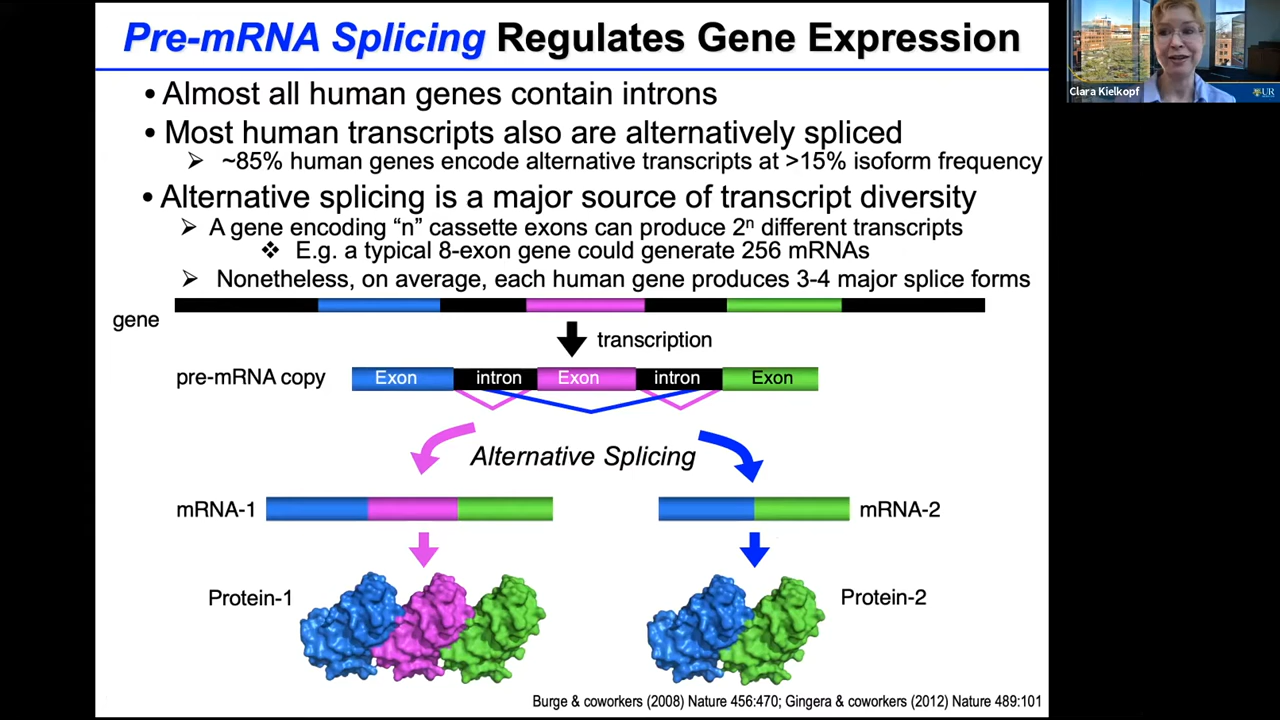 Pre-mRNA Splicing Regulates Gene Expression
• Almost all human genes contain introns
• Most human transcripts also are alternatively spliced
➢ ~85% human genes encode alternative transcripts at >15% isoform frequency
• Alternative splicing is a major source of transcript diversity
➢ A gene encoding “n” cassette exons can produce 2ⁿ different transcripts
❖ E.g. a typical 8-exon gene could generate 256 mRNAs
➢ Nonetheless, on average, each human gene produces 3-4 major splice forms
gene
transcription
pre-mRNA copy
Exon
intron
Exon
intron
Exon
Alternative Splicing
mRNA-1
mRNA-2
Protein-1
Protein-2
Burge & coworkers (2008) Nature 456:470; Gingera & coworkers (2012) Nature 489:101
Clara Kielkopf
UR